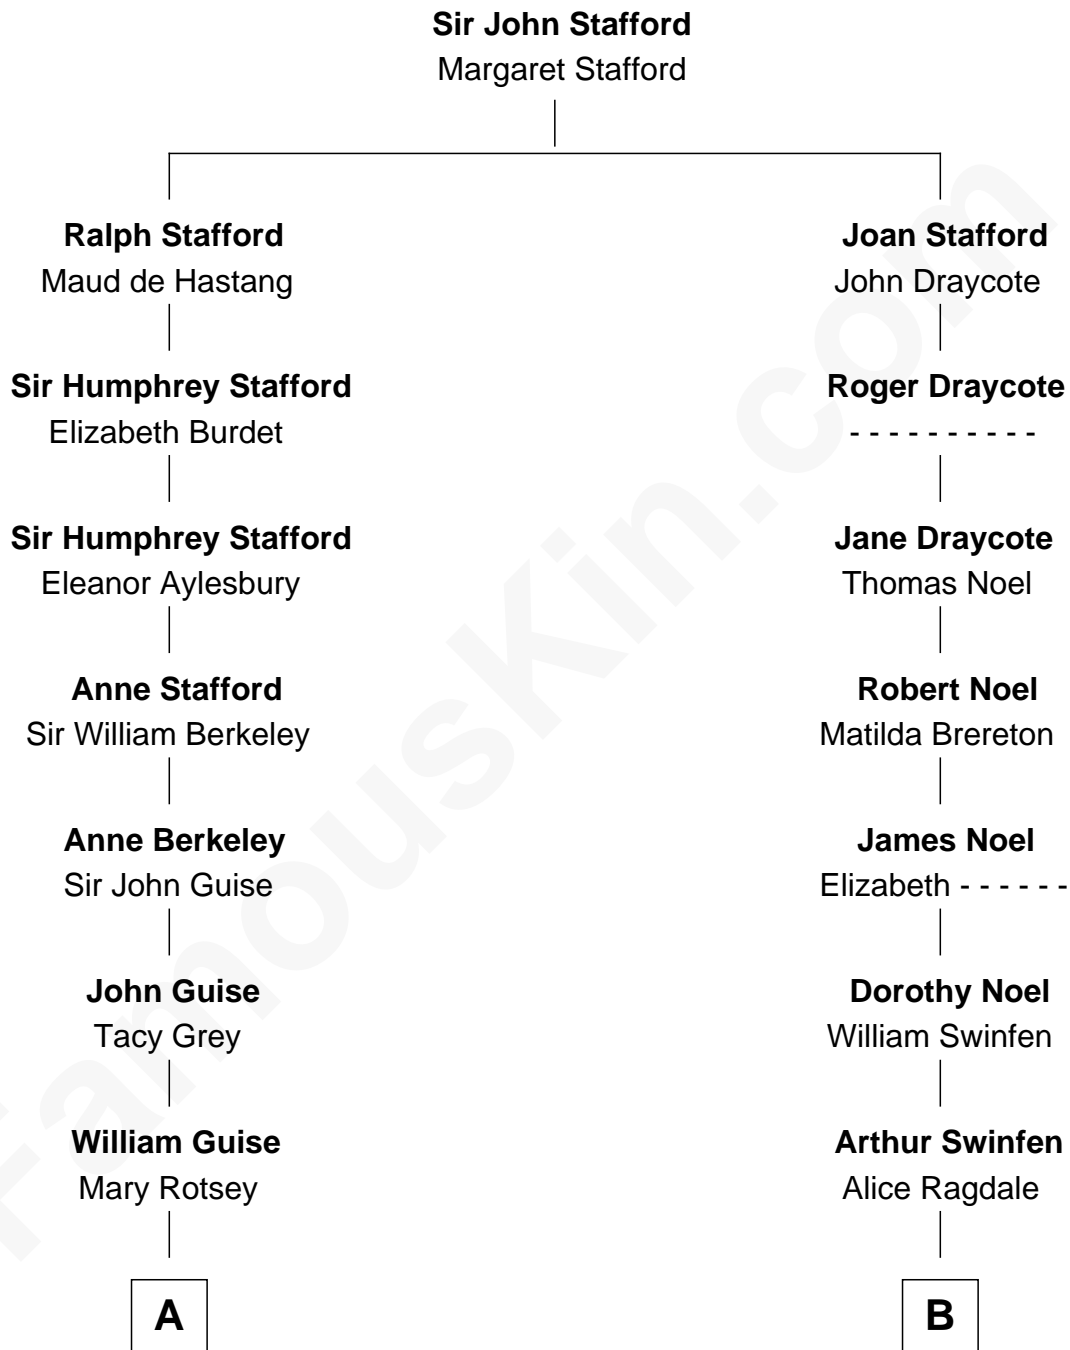 Sir John Stafford
Margaret Stafford
Ralph Stafford
Maud de Hastang
Joan Stafford
John Draycote
Sir Humphrey Stafford
Elizabeth Burdet
Roger Draycote
- - - - - - - - - -
Sir Humphrey Stafford
Eleanor Aylesbury
Jane Draycote
Thomas Noel
Anne Stafford
Sir William Berkeley
Robert Noel
Matilda Brereton
Anne Berkeley
Sir John Guise
James Noel
Elizabeth - - - - - -
John Guise
Tacy Grey
Dorothy Noel
William Swinfen
William Guise
Mary Rotsey
Arthur Swinfen
Alice Ragdale
A
B
FamousKin.com